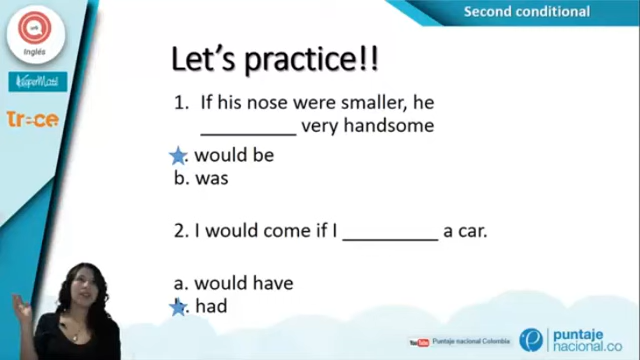 Second conditional
Inglés
Let's practice!!
1. If his nose were smaller, he
__________ very handsome
. would be
b. was
2. I would come if I __________ a car.
a. would have
b. had
YouTube Puntaje nacional Colombia
puntaje
nacional.co